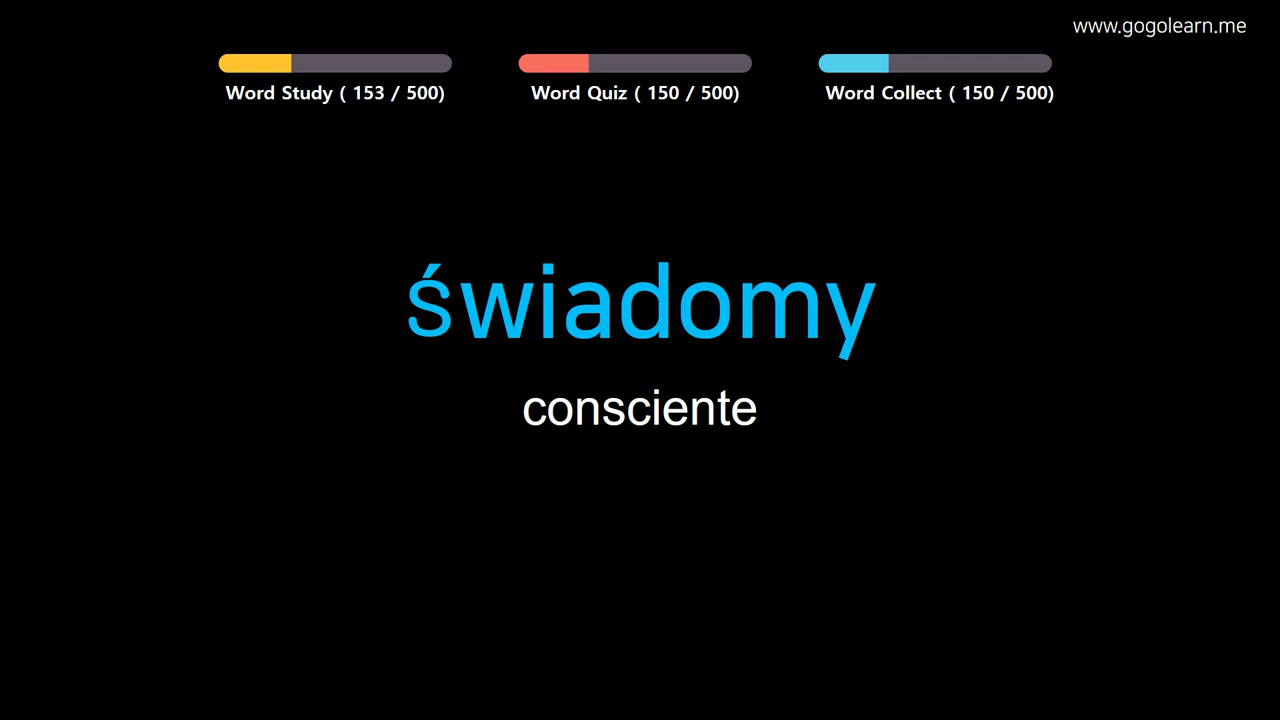 www.gogolearn.me
Word Study ( 153 / 500)
Word Quiz ( 150 / 500)
Word Collect ( 150 / 500)
świadomy
consciente